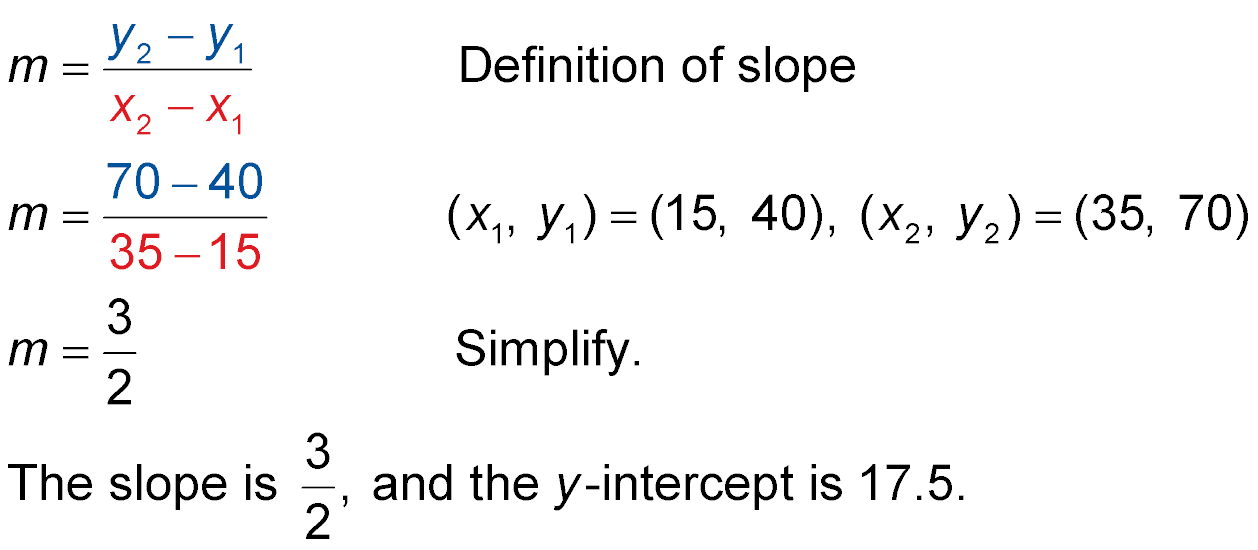 m = (y₂ − y₁)/(x₂ − x₁) Definition of slope
m = (70 − 40)/(35 − 15) (x₁, y₁) = (15, 40), (x₂, y₂) = (35, 70)
m = 3/2 Simplify.
The slope is 3/2, and the y-intercept is 17.5.